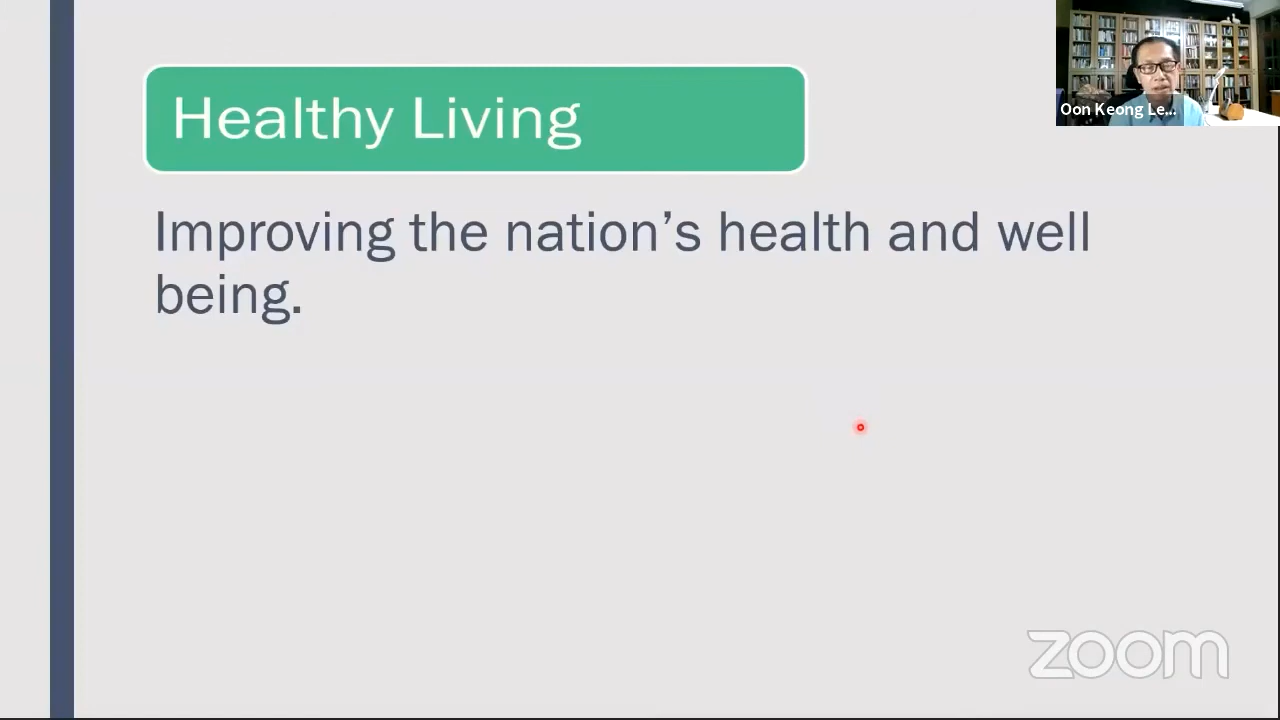 Healthy Living
Improving the nation’s health and well
being.
Oon Keong Le...
zoom